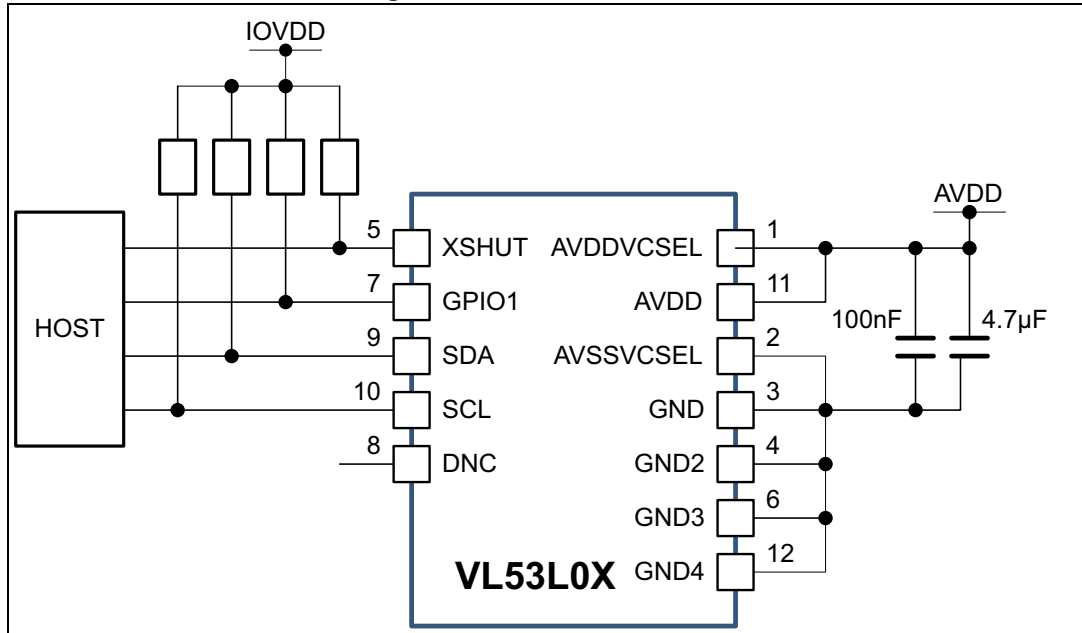 IOVDD
AVDD
HOST
5 XSHUT AVDDVCSEL 1
7 GPIO1 AVDD 11
100nF 4.7µF
9 SDA AVSSVCSEL 2
10 SCL GND 3
8 DNC GND2 4
GND3 6
VL53L0X GND4 12